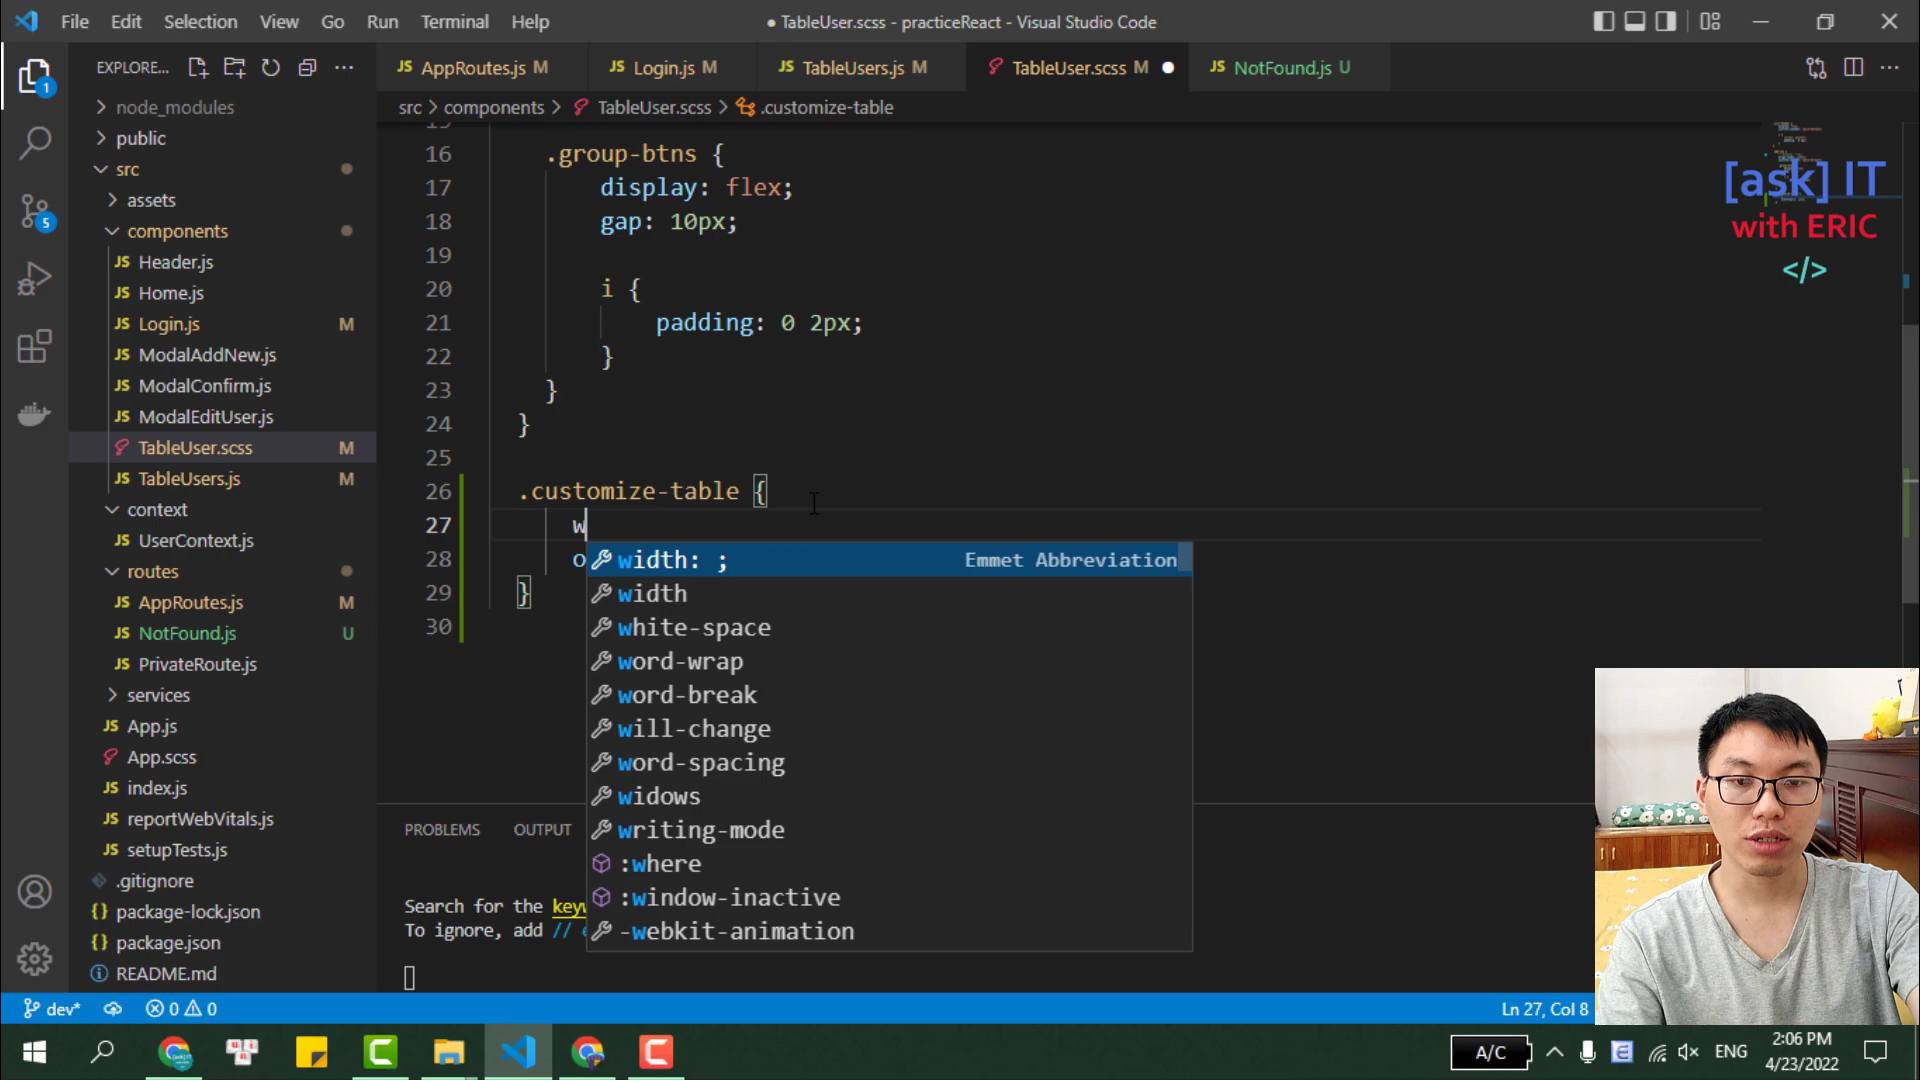 File Edit Selection View Go Run Terminal Help
● TableUser.scss - practiceReact - Visual Studio Code
EXPLORE...
AppRoutes.js M
Login.js M
TableUsers.js M
TableUser.scss M
NotFound.js U
src > components > TableUser.scss > .customize-table
1
5
node_modules
public
src
assets
components
JS Header.js
JS Home.js
JS Login.js M
JS ModalAddNew.js
JS ModalConfirm.js
JS ModalEditUser.js
TableUser.scss M
JS TableUsers.js M
context
JS UserContext.js
routes
JS AppRoutes.js M
JS NotFound.js U
JS PrivateRoute.js
services
JS App.js
App.scss
JS index.js
JS reportWebVitals.js
JS setupTests.js
.gitignore
{} package-lock.json
{} package.json
README.md
16 .group-btns {
17 display: flex;
18 gap: 10px;
19
20 i {
21 padding: 0 2px;
22 }
23 }
24 }
25
26 .customize-table {
27 w
28 o
29 }
30
width: ; Emmet Abbreviation
width
white-space
word-wrap
word-break
will-change
word-spacing
widows
writing-mode
:where
:window-inactive
-webkit-animation
PROBLEMS OUTPUT
Search for the keyw
To ignore, add //
[ask] IT
with ERIC
</>
dev* 0 0
Ln 27, Col 8
A/C
ENG
2:06 PM
4/23/2022